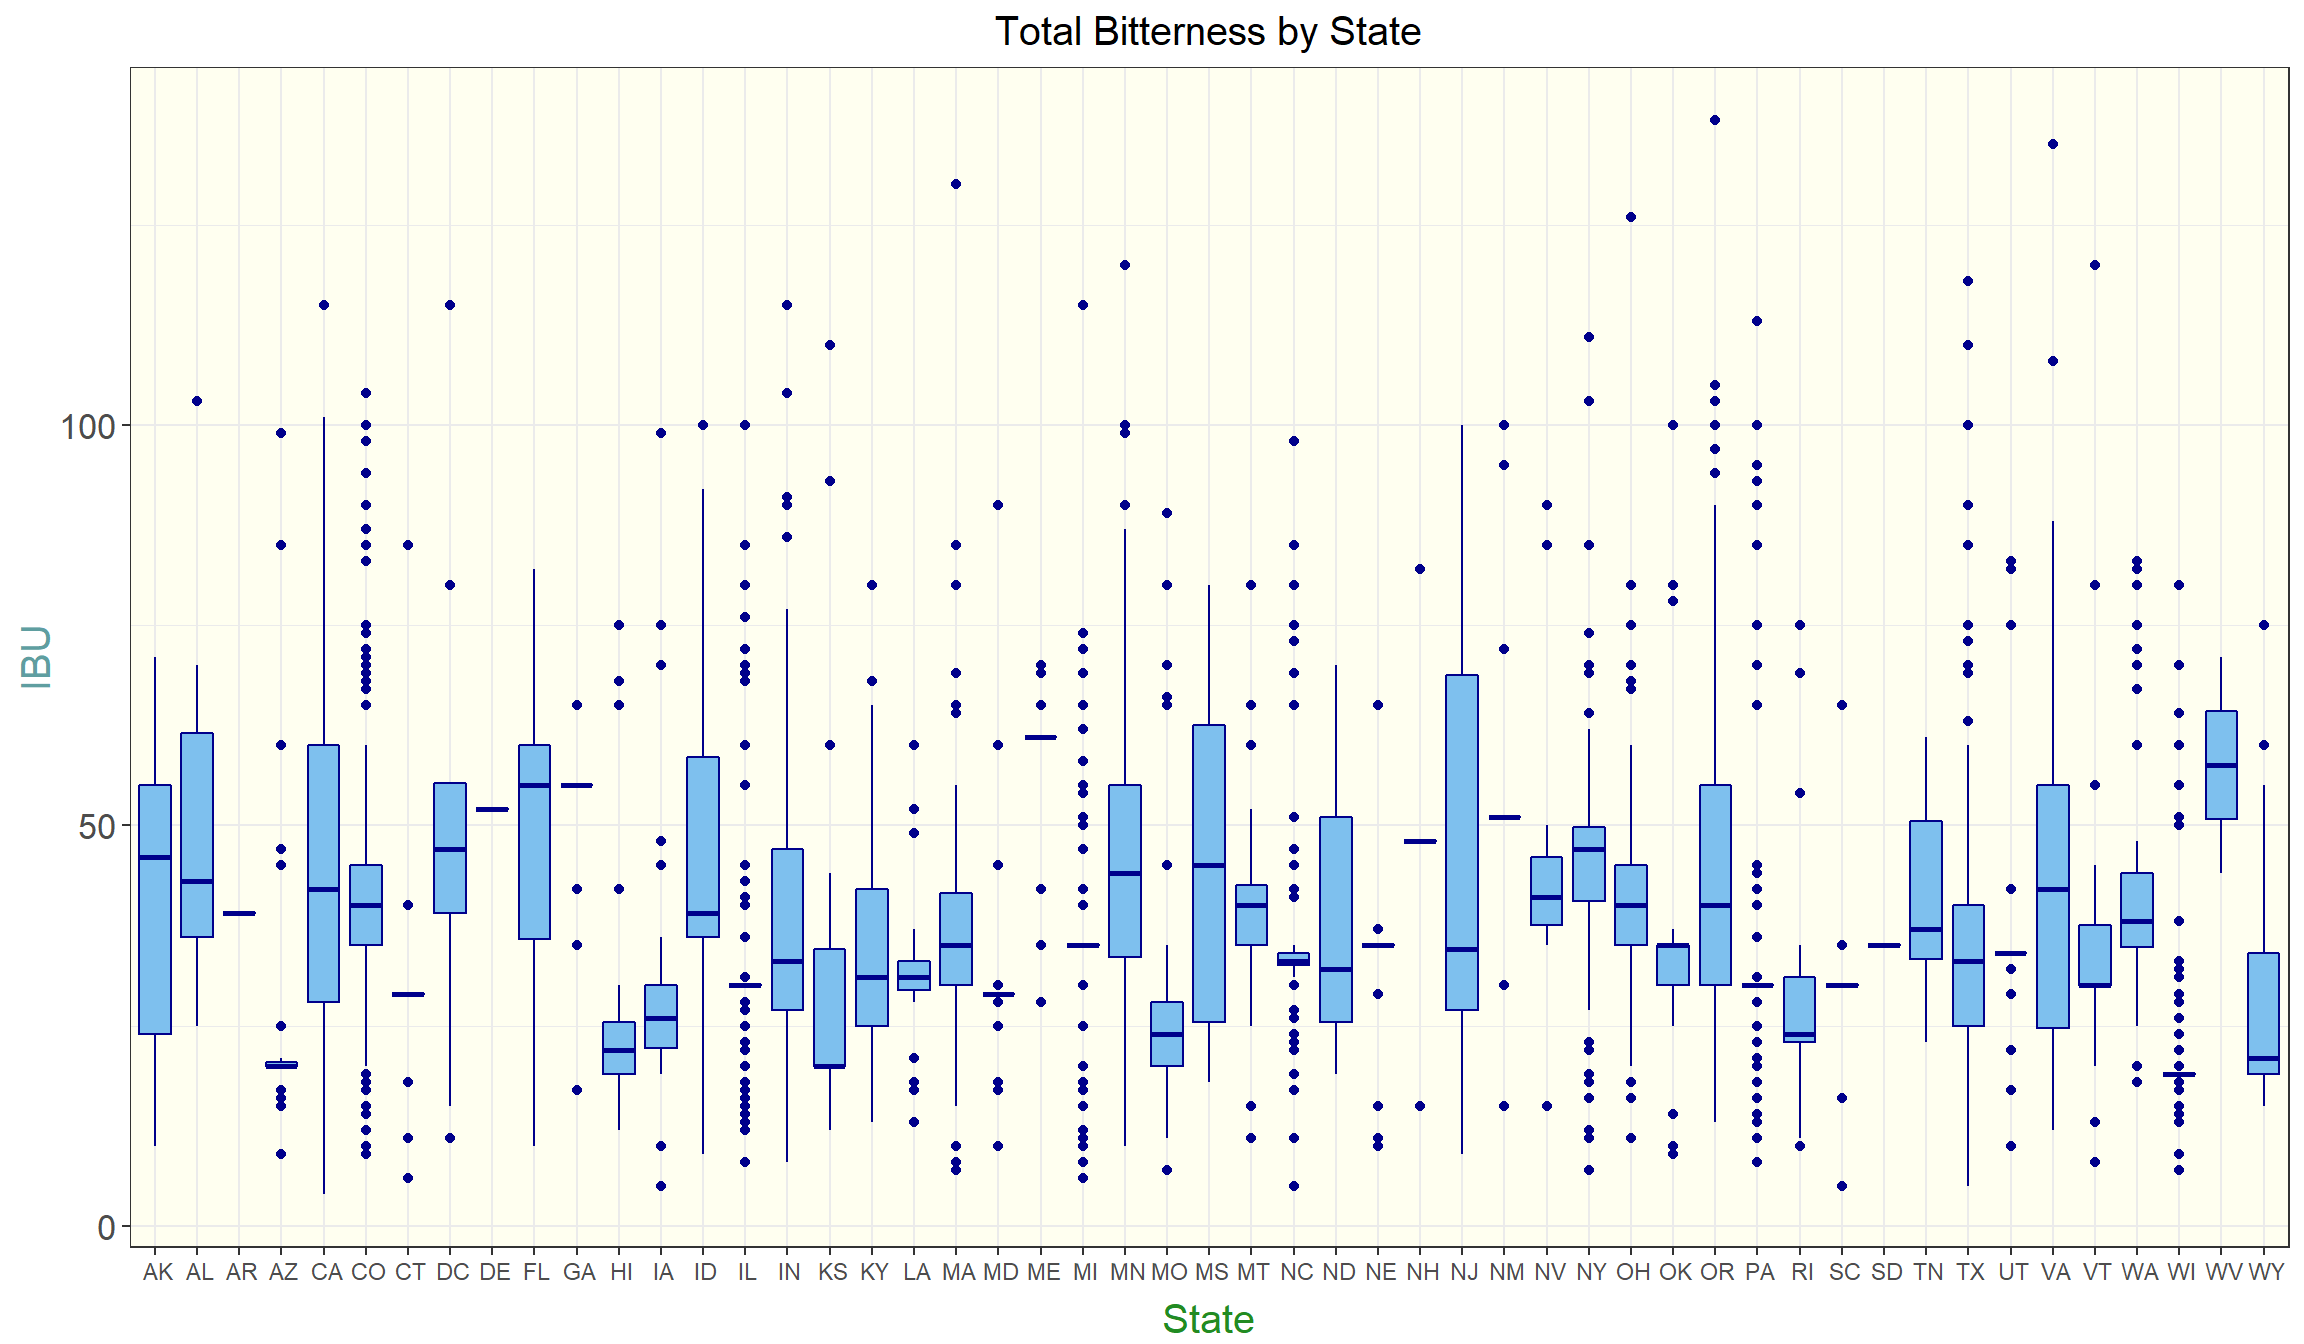 Total Bitterness by State
IBU
100
50
0
AK AL AR AZ CA CO CT DC DE FL GA HI IA ID IL IN KS KY LA MA MD ME MI MN MO MS MT NC ND NE NH NJ NM NV NY OH OK OR PA RI SC SD TN TX UT VA VT WA WI WV WY
State